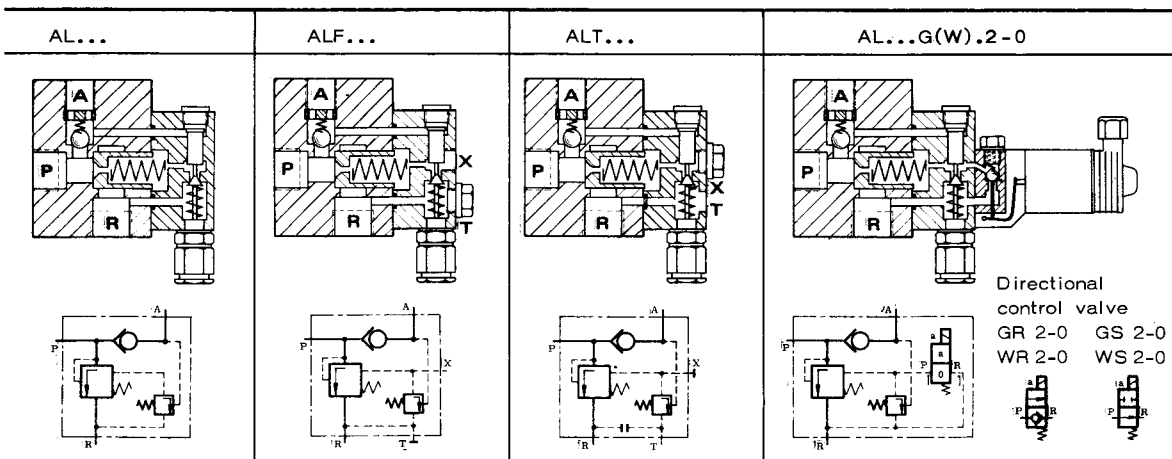 AL... ALF... ALT... AL...G(W).2-0
A A A A
P P P P
X
X
T
T
R R R R
Directional
control valve
GR 2-0 GS 2-0
WR 2-0 WS 2-0
A A A A
a
a
P P P P
X X
P R
0
a a
P R P R
R R T R T R